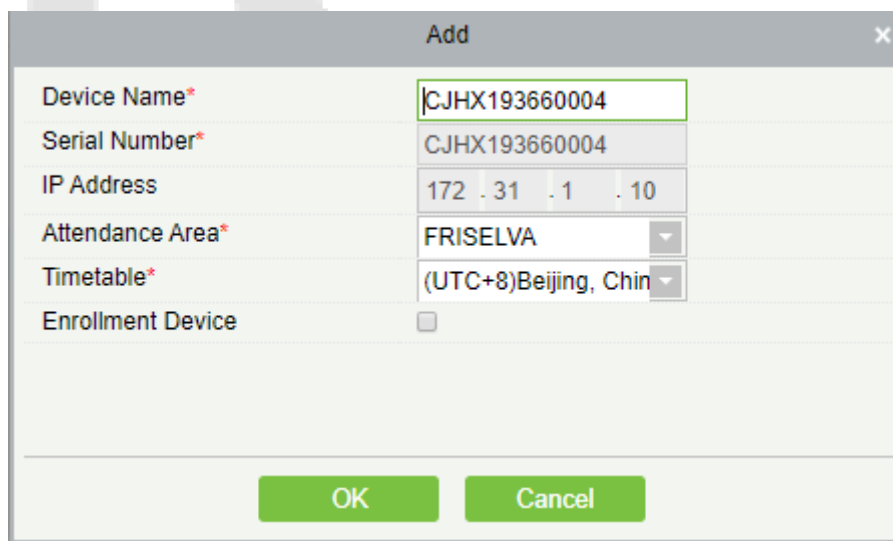 Add ×
Device Name* CJHX193660004
Serial Number* CJHX193660004
IP Address 172 . 31 . 1 . 10
Attendance Area* FRISELVA
Timetable* (UTC+8)Beijing, Chin
Enrollment Device
OK Cancel